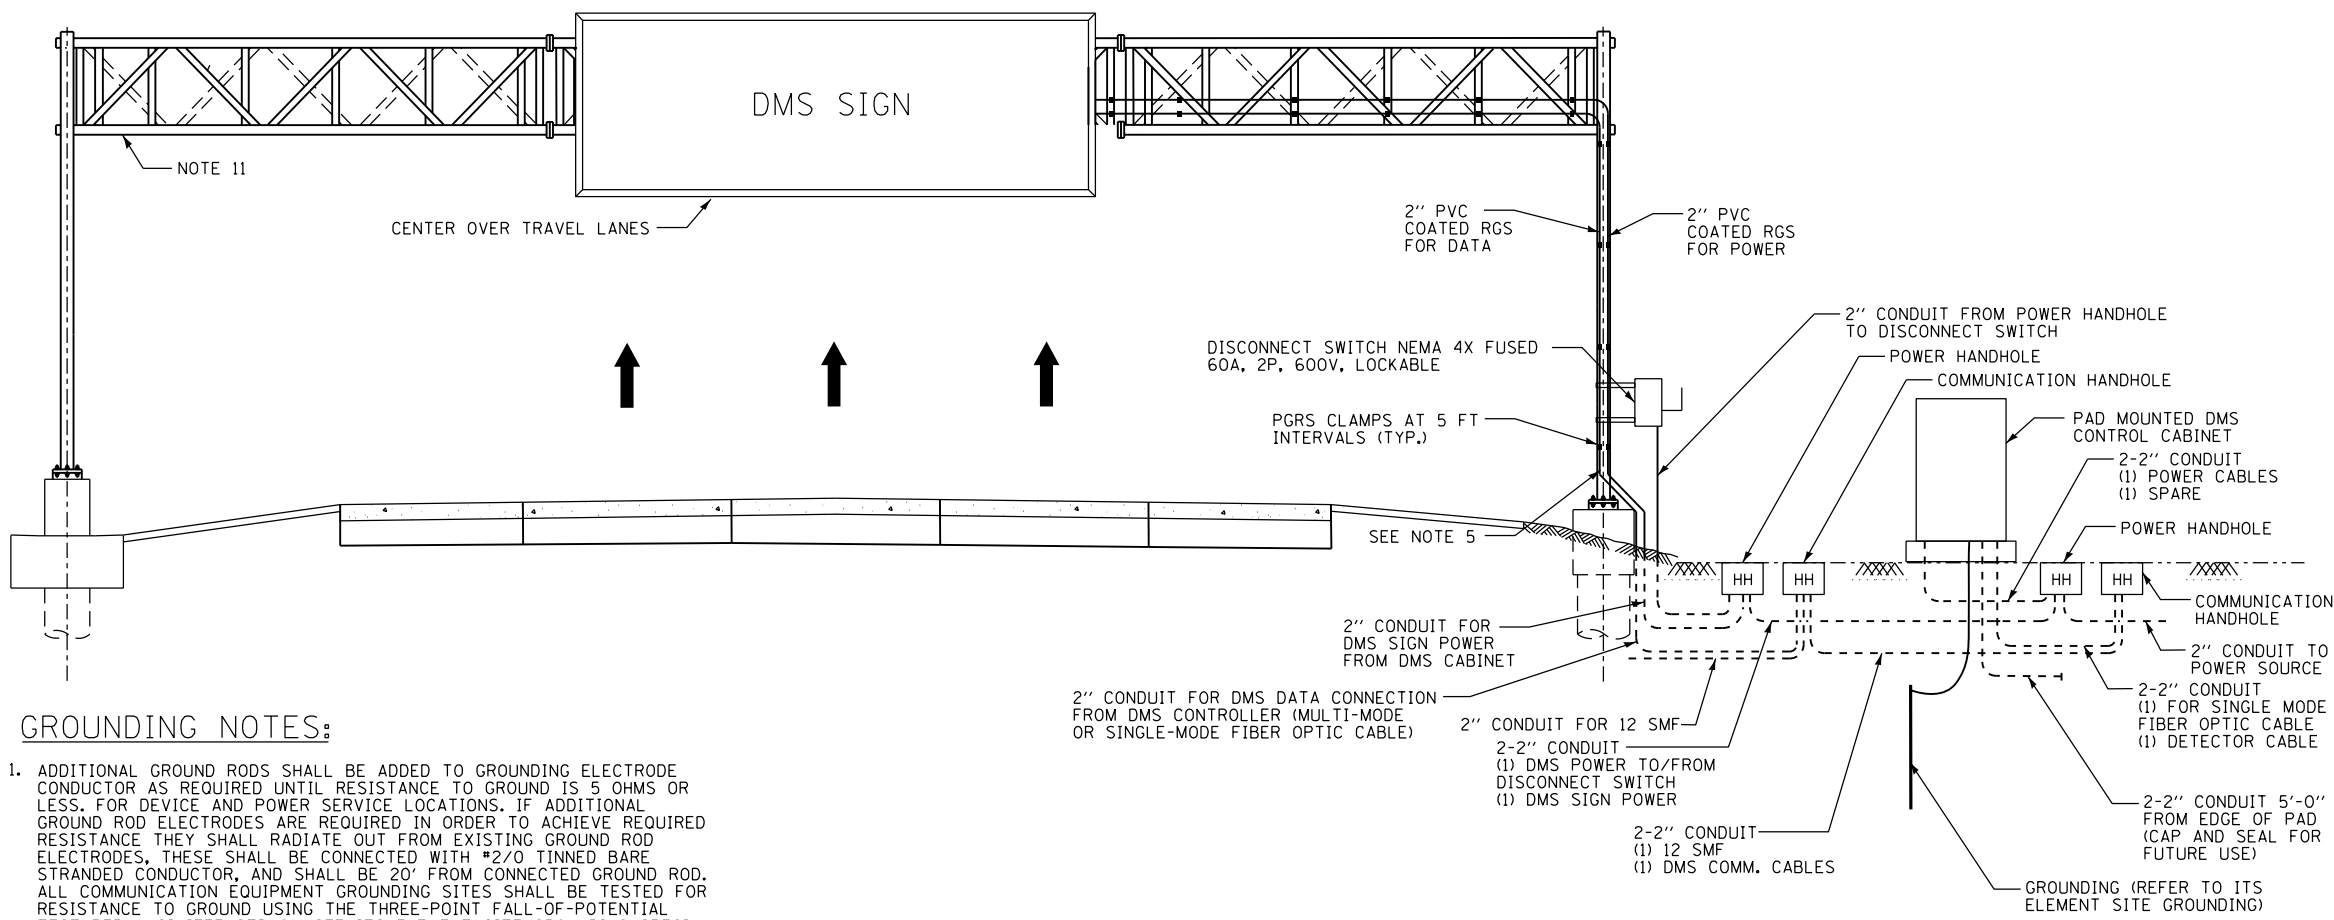 DMS SIGN
NOTE 11
CENTER OVER TRAVEL LANES
2" PVC
COATED RGS
FOR DATA
2" PVC
COATED RGS
FOR POWER
2" CONDUIT FROM POWER HANDHOLE
TO DISCONNECT SWITCH
DISCONNECT SWITCH NEMA 4X FUSED
60A, 2P, 600V, LOCKABLE
POWER HANDHOLE
COMMUNICATION HANDHOLE
PGRS CLAMPS AT 5 FT
INTERVALS (TYP.)
PAD MOUNTED DMS
CONTROL CABINET
2-2" CONDUIT
(1) POWER CABLES
(1) SPARE
SEE NOTE 5
POWER HANDHOLE
HH
HH
HH
HH
COMMUNICATION
HANDHOLE
2" CONDUIT FOR
DMS SIGN POWER
FROM DMS CABINET
2" CONDUIT TO
POWER SOURCE
2" CONDUIT FOR DMS DATA CONNECTION
FROM DMS CONTROLLER (MULTI-MODE
OR SINGLE-MODE FIBER OPTIC CABLE)
2" CONDUIT FOR 12 SMF
2-2" CONDUIT
(1) FOR SINGLE MODE
FIBER OPTIC CABLE
(1) DETECTOR CABLE
2-2" CONDUIT
(1) DMS POWER TO/FROM
DISCONNECT SWITCH
(1) DMS SIGN POWER
2-2" CONDUIT
(1) 12 SMF
(1) DMS COMM. CABLES
2-2" CONDUIT 5'-0"
FROM EDGE OF PAD
(CAP AND SEAL FOR
FUTURE USE)
GROUNDING (REFER TO ITS
ELEMENT SITE GROUNDING)
GROUNDING NOTES:
1. ADDITIONAL GROUND RODS SHALL BE ADDED TO GROUNDING ELECTRODE
CONDUCTOR AS REQUIRED UNTIL RESISTANCE TO GROUND IS 5 OHMS OR
LESS. FOR DEVICE AND POWER SERVICE LOCATIONS. IF ADDITIONAL
GROUND ROD ELECTRODES ARE REQUIRED IN ORDER TO ACHIEVE REQUIRED
RESISTANCE THEY SHALL RADIATE OUT FROM EXISTING GROUND ROD
ELECTRODES, THESE SHALL BE CONNECTED WITH #2/0 TINNED BARE
STRANDED CONDUCTOR, AND SHALL BE 20' FROM CONNECTED GROUND ROD.
ALL COMMUNICATION EQUIPMENT GROUNDING SITES SHALL BE TESTED FOR
RESISTANCE TO GROUND USING THE THREE-POINT FALL-OF-POTENTIAL